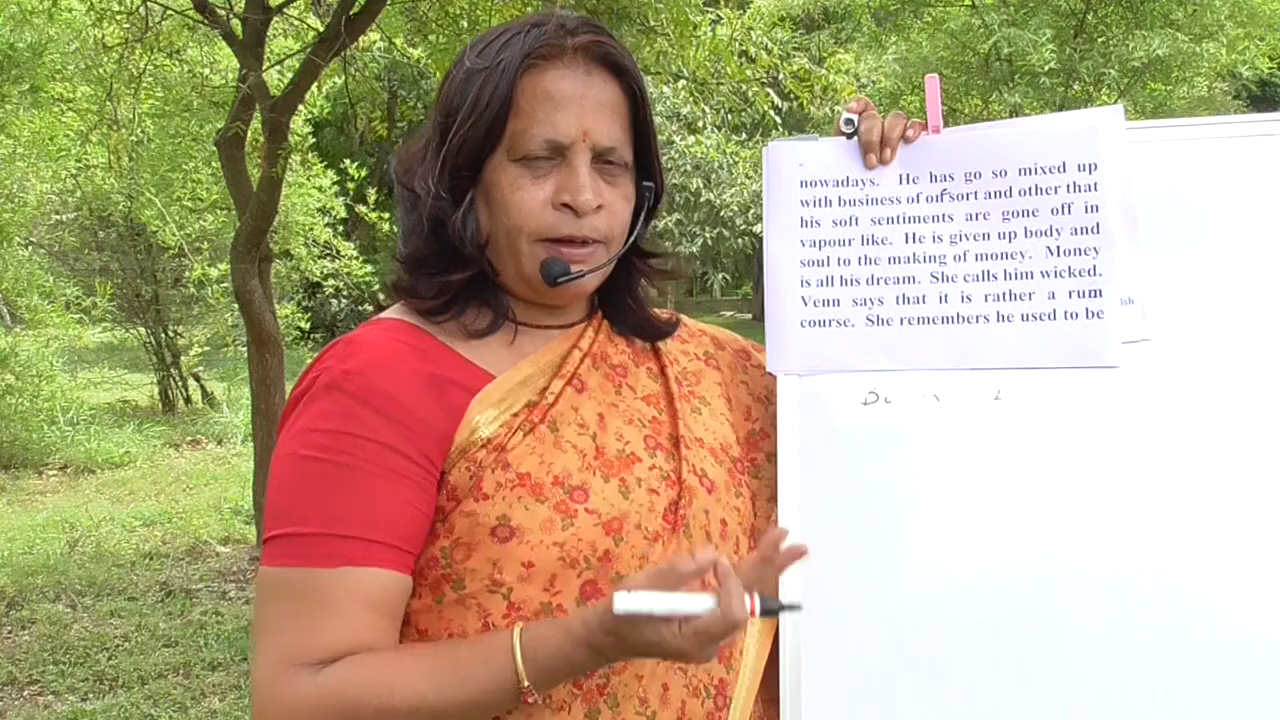 nowadays. He has go so mixed up
with business of on sort and other that
his soft sentiments are gone off in
vapour like. He is given up body and
soul to the making of money. Money
is all his dream. She calls him wicked.
Venn says that it is rather a rum
course. She remembers he used to be
lsh